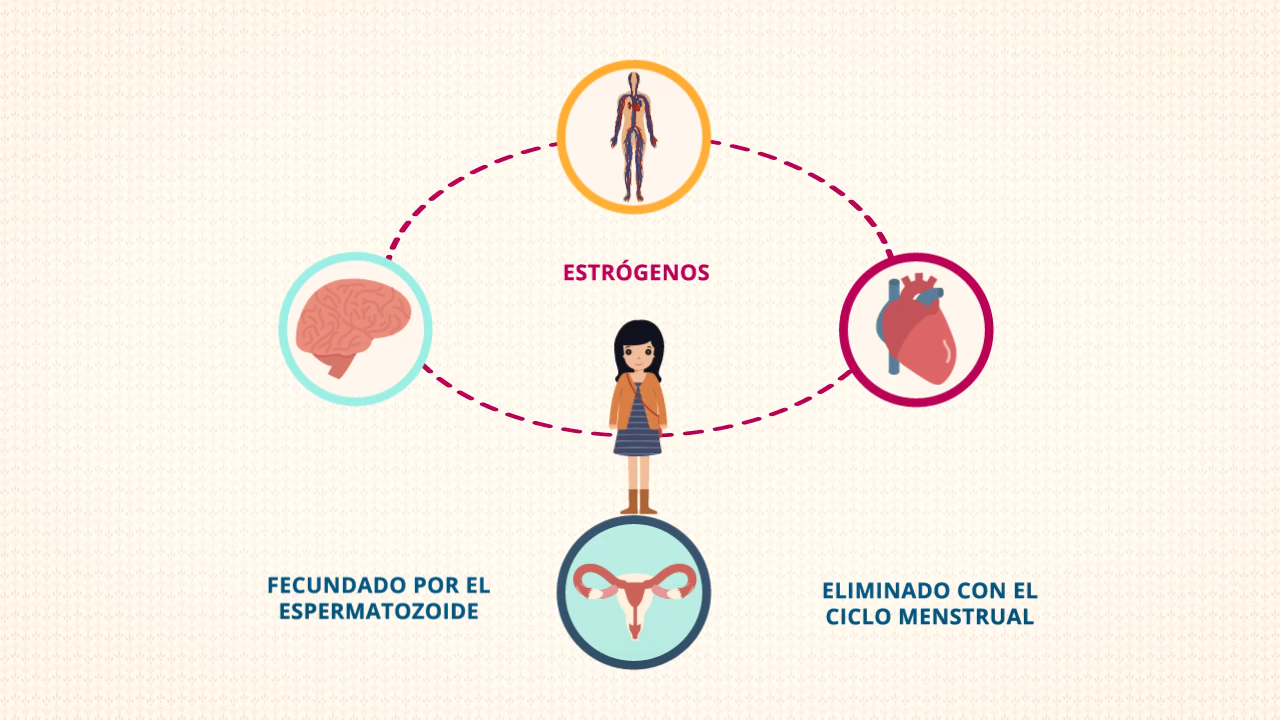 ESTRÓGENOS
FECUNDADO POR EL
ESPERMATOZOIDE
ELIMINADO CON EL
CICLO MENSTRUAL